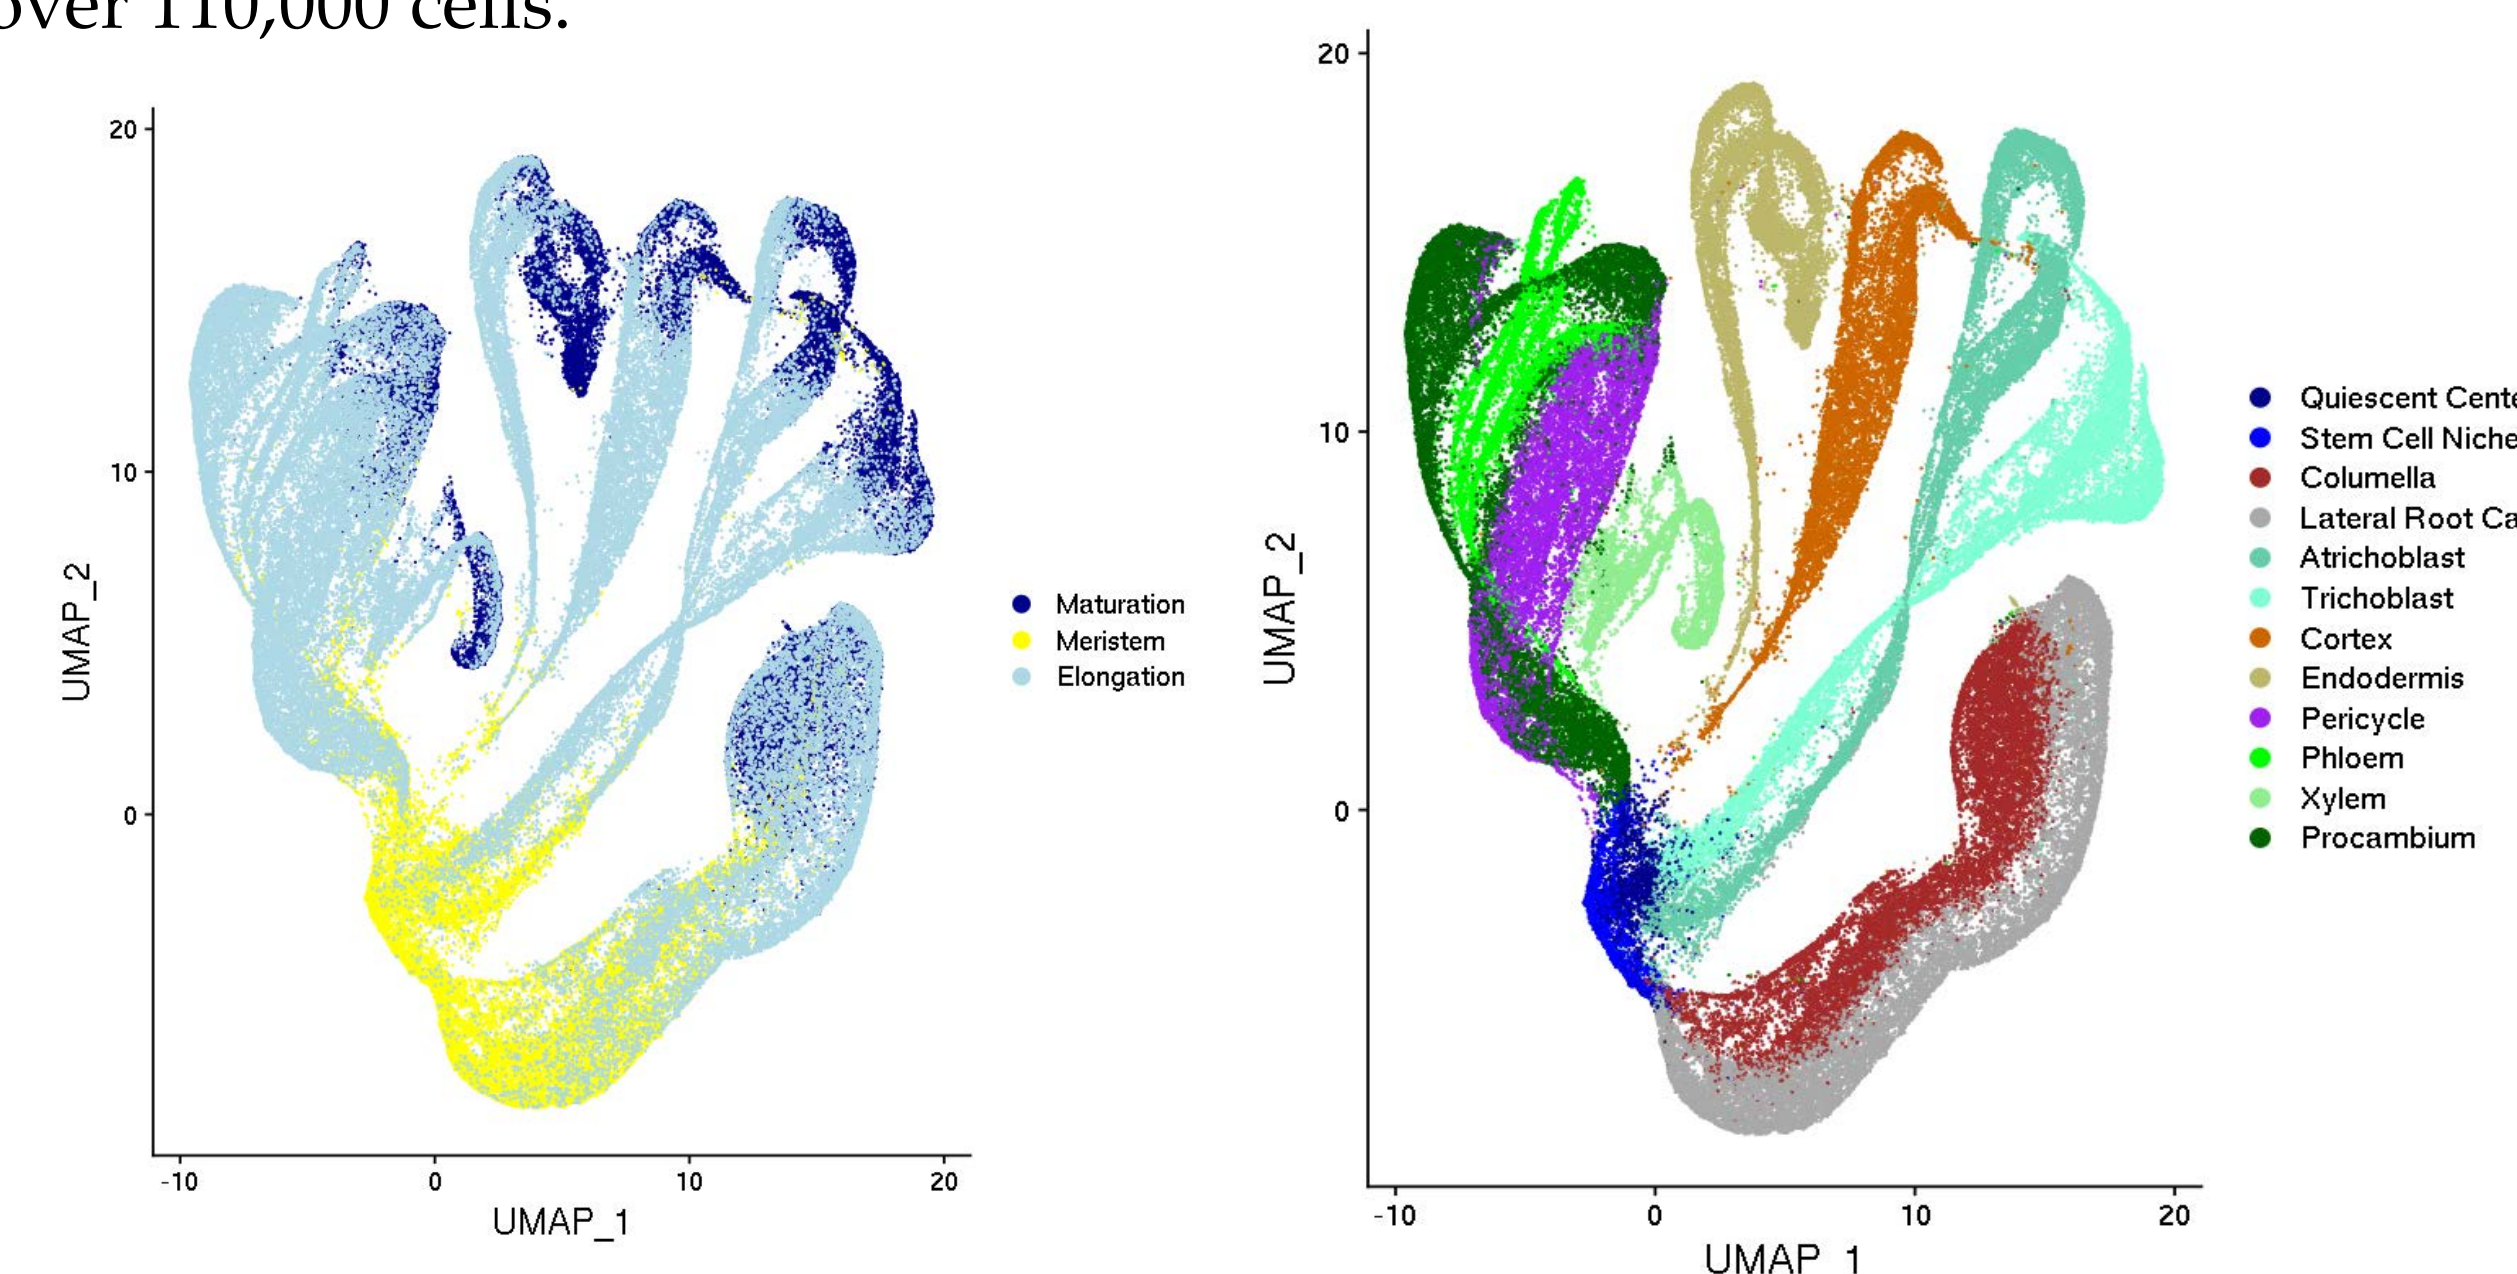 over 110,000 cells.
20
10
0
-10
0
10
20
UMAP_1
UMAP_2
Maturation
Meristem
Elongation
20
10
0
-10
0
10
20
UMAP_1
UMAP_2
Quiescent Cente
Stem Cell Niche
Columella
Lateral Root Ca
Atrichoblast
Trichoblast
Cortex
Endodermis
Pericycle
Phloem
Xylem
Procambium